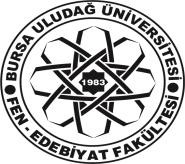 BURSA ULUDAĞ ÜNİVERSİTESİ
FEN - EDEBİYAT FAKÜLTESİ
1983